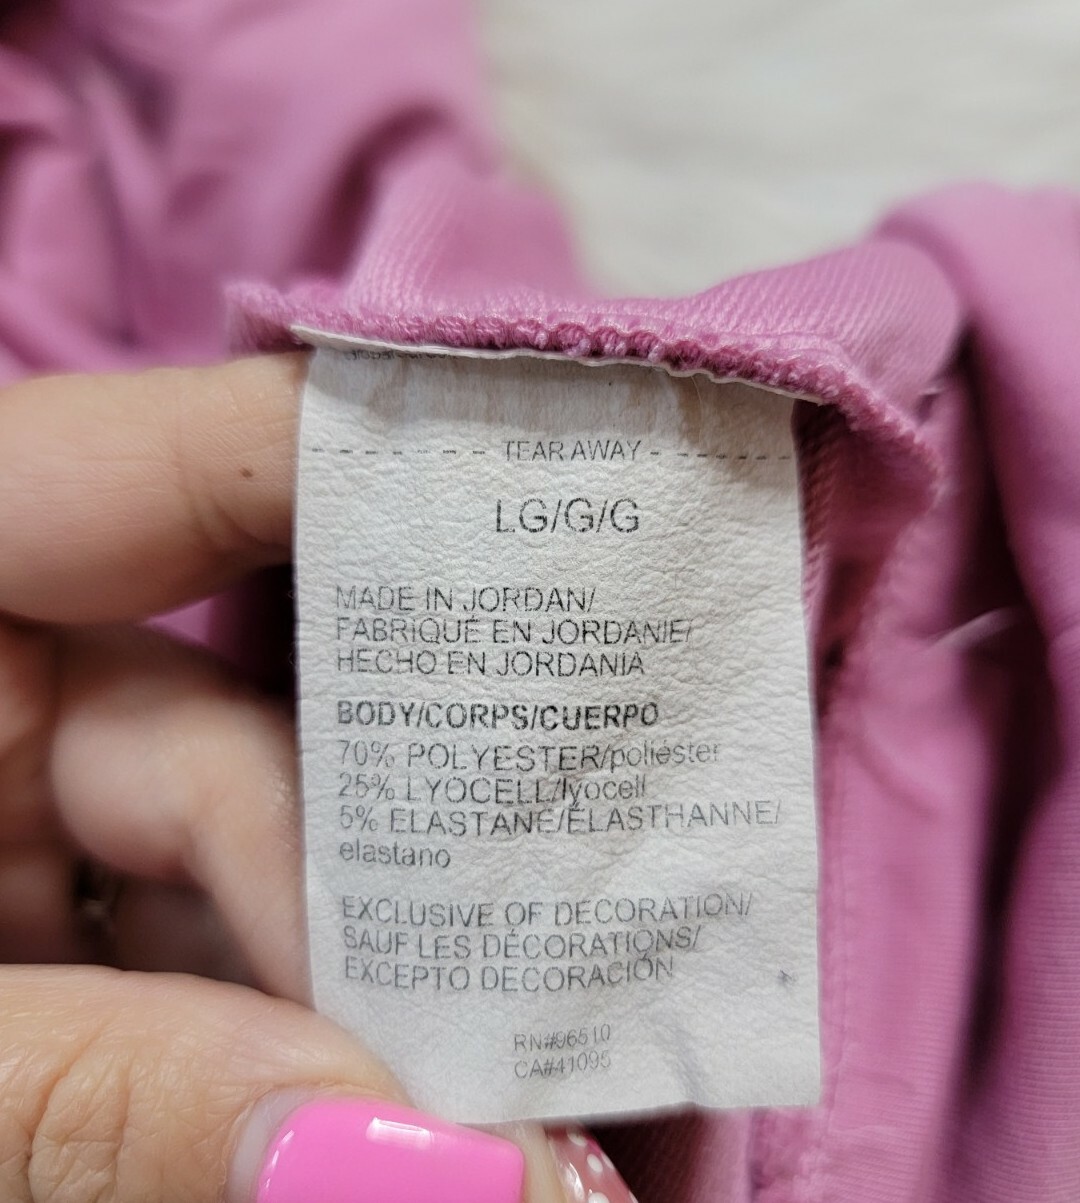 TEAR AWAY
LG/G/G
MADE IN JORDAN/
FABRIQUÉ EN JORDANIE/
HECHO EN JORDANIA
BODY/CORPS/CUERPO
70% POLYESTER/poliéster
25% LYOCELL/lyocell
5% ELASTANE/ÉLASTHANNE/
elastano
EXCLUSIVE OF DECORATION/
SAUF LES DÉCORATIONS/
EXCEPTO DECORACIÓN
RN#96510
CA#41095